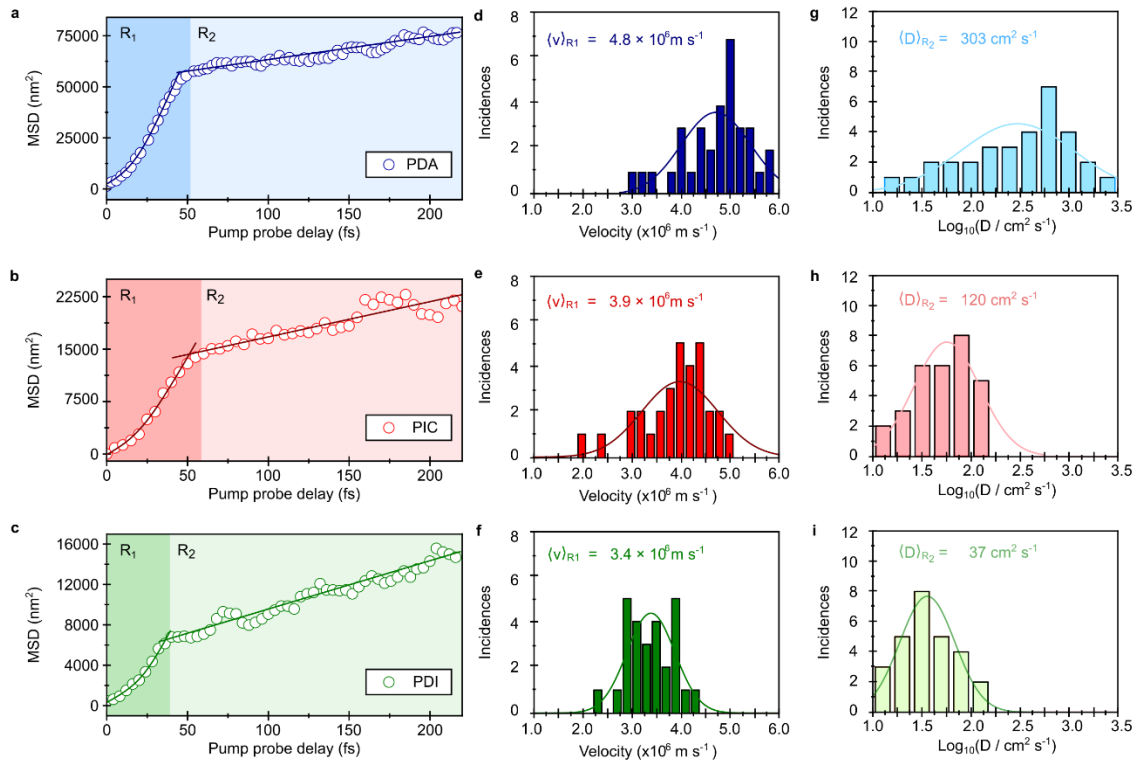 a
R₁
R₂
75000
50000
25000
0
MSD (nm²)
PDA
0 50 100 150 200
Pump probe delay (fs)
d
⟨v⟩R1 = 4.8 × 10⁶m s⁻¹
8
6
4
2
0
Incidences
1.0 2.0 3.0 4.0 5.0 6.0
Velocity (x10⁶ m s⁻¹)
g
⟨D⟩R₂ = 303 cm² s⁻¹
12
10
8
6
4
2
0
Incidences
1.0 1.5 2.0 2.5 3.0 3.5
Log₁₀(D / cm² s⁻¹)
b
R₁
R₂
22500
15000
7500
0
MSD (nm²)
PIC
0 50 100 150 200
Pump probe delay (fs)
e
⟨v⟩R1 = 3.9 × 10⁶m s⁻¹
8
6
4
2
0
Incidences
1.0 2.0 3.0 4.0 5.0 6.0
Velocity (x10⁶ m s⁻¹)
h
⟨D⟩R₂ = 120 cm² s⁻¹
12
10
8
6
4
2
0
Incidences
1.0 1.5 2.0 2.5 3.0 3.5
Log₁₀(D / cm² s⁻¹)
c
R₁
R₂
16000
12000
8000
4000
0
MSD (nm²)
PDI
0 50 100 150 200
Pump probe delay (fs)
f
⟨v⟩R1 = 3.4 × 10⁶m s⁻¹
8
6
4
2
0
Incidences
1.0 2.0 3.0 4.0 5.0 6.0
Velocity (x10⁶ m s⁻¹)
i
⟨D⟩R₂ = 37 cm² s⁻¹
12
10
8
6
4
2
0
Incidences
1.0 1.5 2.0 2.5 3.0 3.5
Log₁₀(D / cm² s⁻¹)